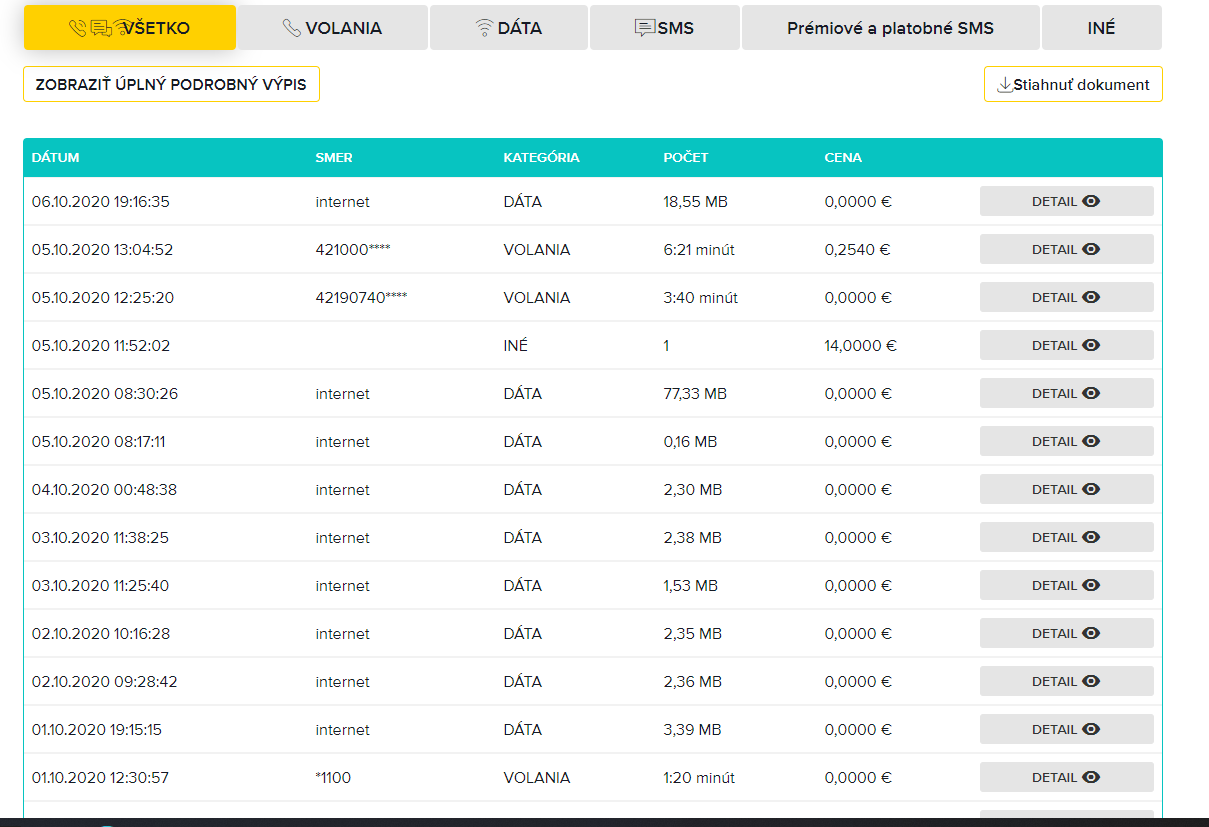 VŠETKO VOLANIA DÁTA SMS Prémiové a platobné SMS INÉ
ZOBRAZIŤ ÚPLNÝ PODROBNÝ VÝPIS Stiahnuť dokument
DÁTUM SMER KATEGÓRIA POČET CENA
06.10.2020 19:16:35 internet DÁTA 18,55 MB 0,0000 € DETAIL
05.10.2020 13:04:52 421000**** VOLANIA 6:21 minút 0,2540 € DETAIL
05.10.2020 12:25:20 42190740**** VOLANIA 3:40 minút 0,0000 € DETAIL
05.10.2020 11:52:02 INÉ 1 14,0000 € DETAIL
05.10.2020 08:30:26 internet DÁTA 77,33 MB 0,0000 € DETAIL
05.10.2020 08:17:11 internet DÁTA 0,16 MB 0,0000 € DETAIL
04.10.2020 00:48:38 internet DÁTA 2,30 MB 0,0000 € DETAIL
03.10.2020 11:38:25 internet DÁTA 2,38 MB 0,0000 € DETAIL
03.10.2020 11:25:40 internet DÁTA 1,53 MB 0,0000 € DETAIL
02.10.2020 10:16:28 internet DÁTA 2,35 MB 0,0000 € DETAIL
02.10.2020 09:28:42 internet DÁTA 2,36 MB 0,0000 € DETAIL
01.10.2020 19:15:15 internet DÁTA 3,39 MB 0,0000 € DETAIL
01.10.2020 12:30:57 *1100 VOLANIA 1:20 minút 0,0000 € DETAIL